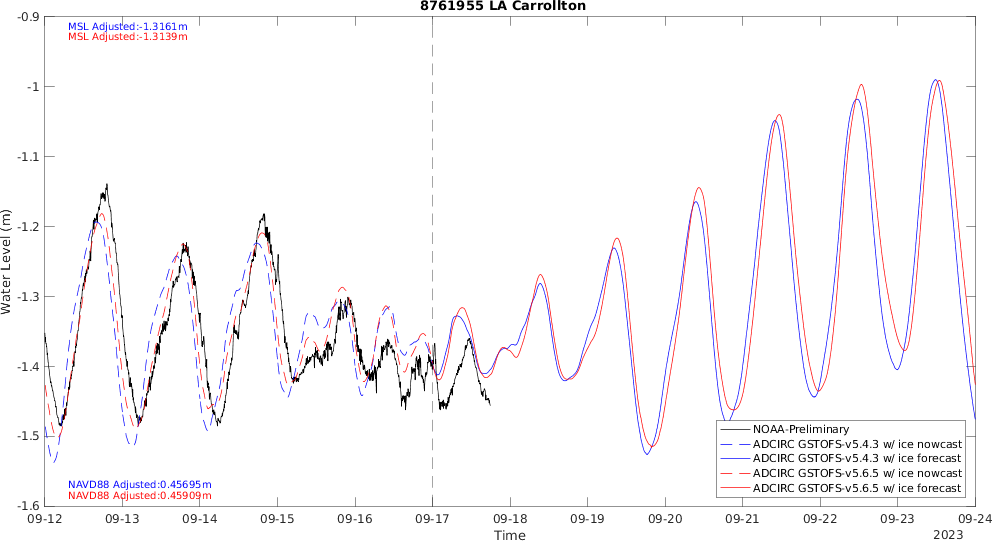 8761955 LA Carrollton
MSL Adjusted:-1.3161m
MSL Adjusted:-1.3139m
Water Level (m)
-0.9
-1
-1.1
-1.2
-1.3
-1.4
-1.5
-1.6
NAVD88 Adjusted:0.45695m
NAVD88 Adjusted:0.45909m
NOAA-Preliminary
ADCIRC GSTOFS-v5.4.3 w/ ice nowcast
ADCIRC GSTOFS-v5.4.3 w/ ice forecast
ADCIRC GSTOFS-v5.6.5 w/ ice nowcast
ADCIRC GSTOFS-v5.6.5 w/ ice forecast
09-12 09-13 09-14 09-15 09-16 09-17 09-18 09-19 09-20 09-21 09-22 09-23 09-24
Time
2023